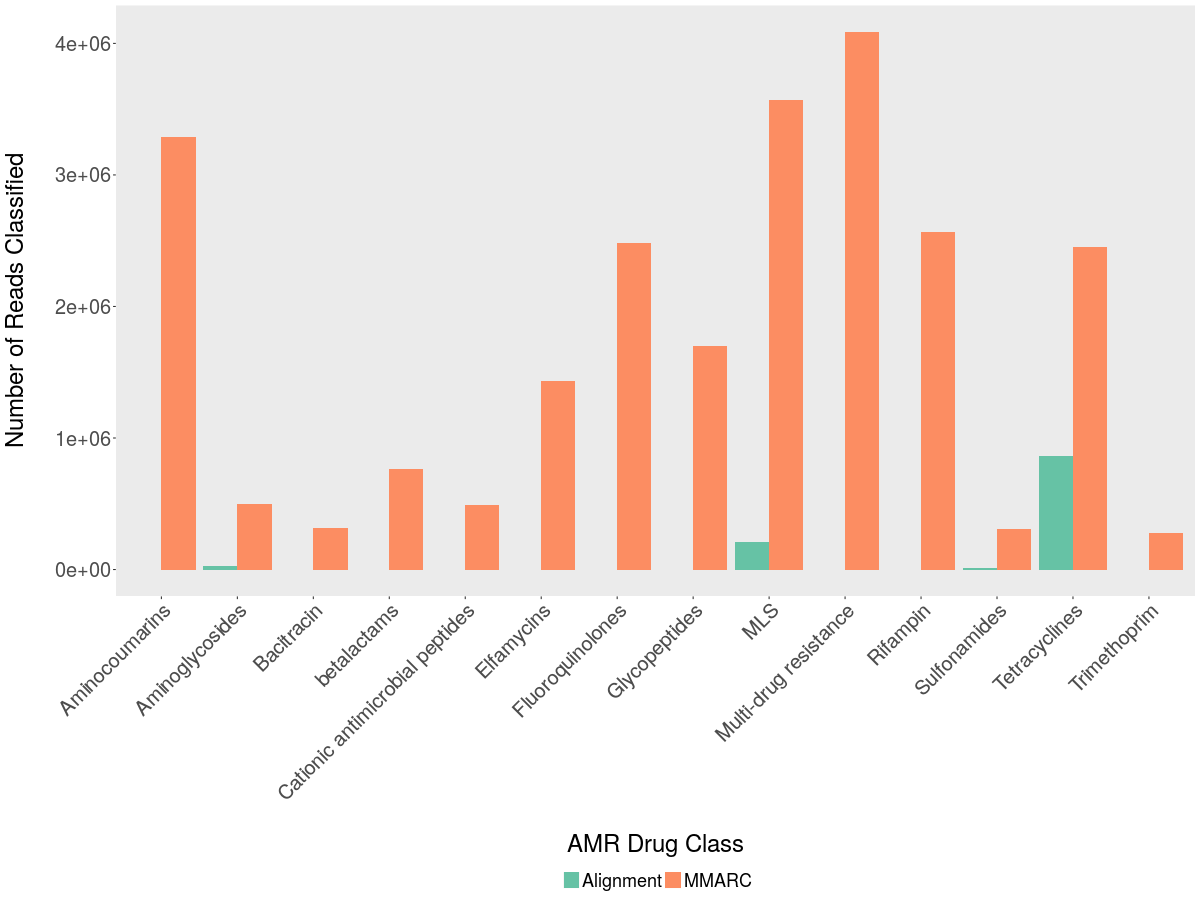 Number of Reads Classified
4e+06
3e+06
2e+06
1e+06
0e+00
Aminocoumarins
Aminoglycosides
Bacitracin
betalactams
Cationic antimicrobial peptides
Elfamycins
Fluoroquinolones
Glycopeptides
MLS
Multi-drug resistance
Rifampin
Sulfonamides
Tetracyclines
Trimethoprim
AMR Drug Class
Alignment MMARC